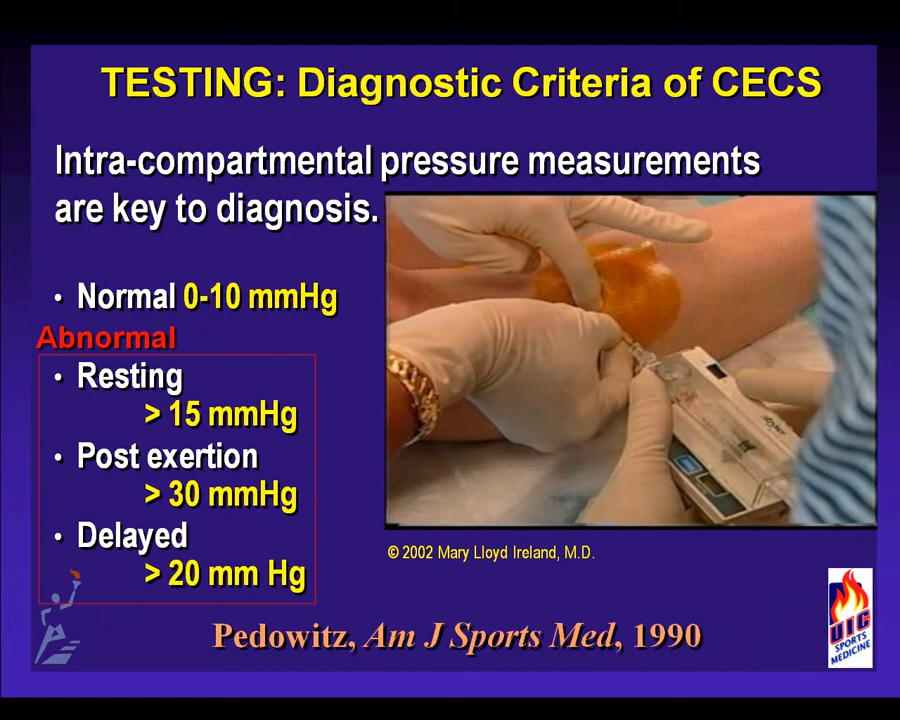 TESTING: Diagnostic Criteria of CECS
Intra-compartmental pressure measurements
are key to diagnosis.
• Normal 0-10 mmHg
Abnormal
• Resting
> 15 mmHg
• Post exertion
> 30 mmHg
• Delayed
> 20 mm Hg
© 2002 Mary Lloyd Ireland, M.D.
Pedowitz, Am J Sports Med, 1990
UIC
SPORTS
MEDICINE